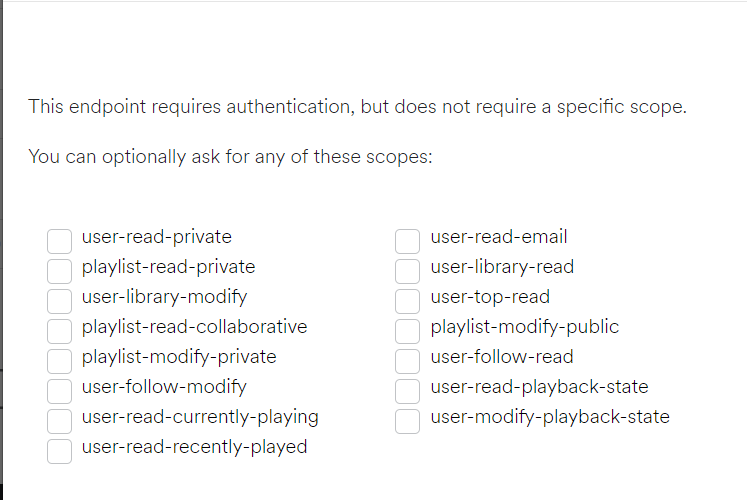 This endpoint requires authentication, but does not require a specific scope.
You can optionally ask for any of these scopes:
user-read-private
playlist-read-private
user-library-modify
playlist-read-collaborative
playlist-modify-private
user-follow-modify
user-read-currently-playing
user-read-recently-played
user-read-email
user-library-read
user-top-read
playlist-modify-public
user-follow-read
user-read-playback-state
user-modify-playback-state